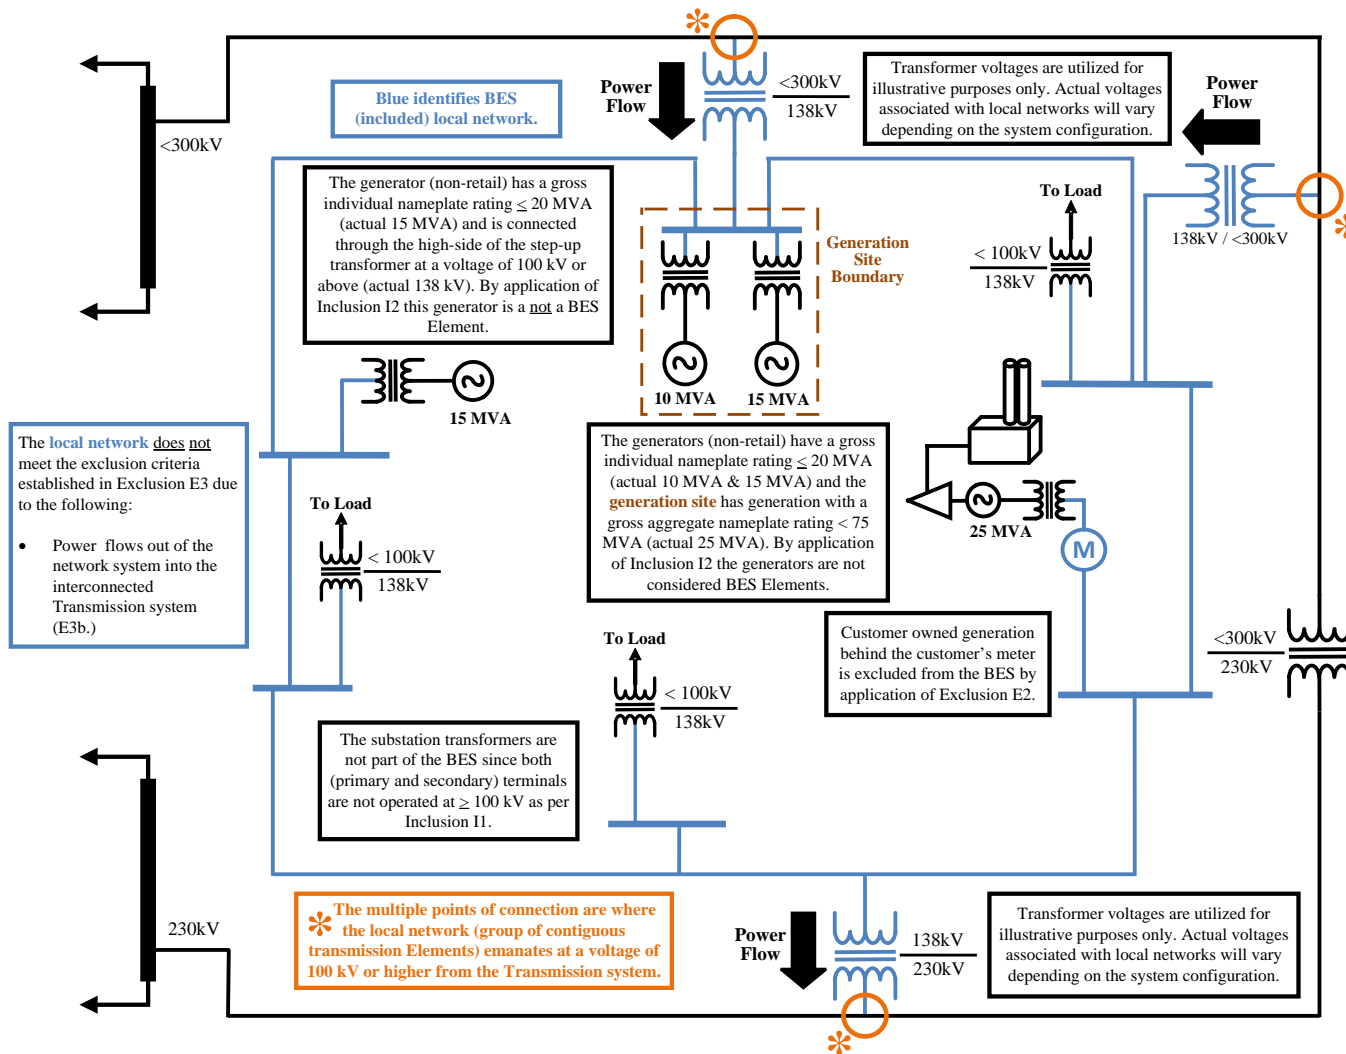 <300kV
Blue identifies BES
(included) local network.
Power
Flow
<300kV
138kV
Transformer voltages are utilized for
illustrative purposes only. Actual voltages
associated with local networks will vary
depending on the system configuration.
Power
Flow
138kV / <300kV
The generator (non-retail) has a gross
individual nameplate rating ≤ 20 MVA
(actual 15 MVA) and is connected
through the high-side of the step-up
transformer at a voltage of 100 kV or
above (actual 138 kV). By application of
Inclusion I2 this generator is a not a BES
Element.
15 MVA
Generation
Site
Boundary
10 MVA
15 MVA
To Load
< 100kV
138kV
The local network does not
meet the exclusion criteria
established in Exclusion E3 due
to the following:
• Power flows out of the
network system into the
interconnected
Transmission system
(E3b.)
To Load
< 100kV
138kV
The generators (non-retail) have a gross
individual nameplate rating ≤ 20 MVA
(actual 10 MVA & 15 MVA) and the
generation site has generation with a
gross aggregate nameplate rating < 75
MVA (actual 25 MVA). By application
of Inclusion I2 the generators are not
considered BES Elements.
25 MVA
M
Customer owned generation
behind the customer's meter
is excluded from the BES by
application of Exclusion E2.
<300kV
230kV
To Load
< 100kV
138kV
The substation transformers are
not part of the BES since both
(primary and secondary) terminals
are not operated at ≥ 100 kV as per
Inclusion I1.
230kV
* The multiple points of connection are where
the local network (group of contiguous
transmission Elements) emanates at a voltage of
100 kV or higher from the Transmission system.
Power
Flow
138kV
230kV
Transformer voltages are utilized for
illustrative purposes only. Actual voltages
associated with local networks will vary
depending on the system configuration.